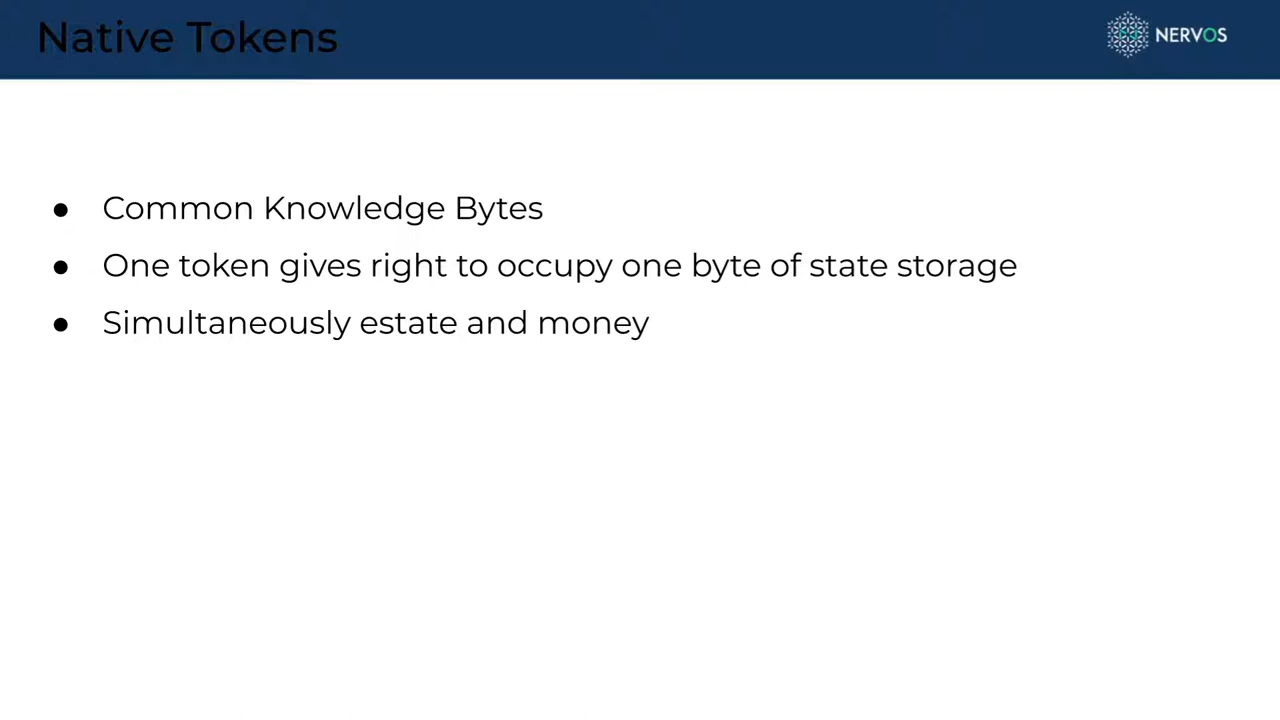 Native Tokens
NERVOS
● Common Knowledge Bytes
● One token gives right to occupy one byte of state storage
● Simultaneously estate and money